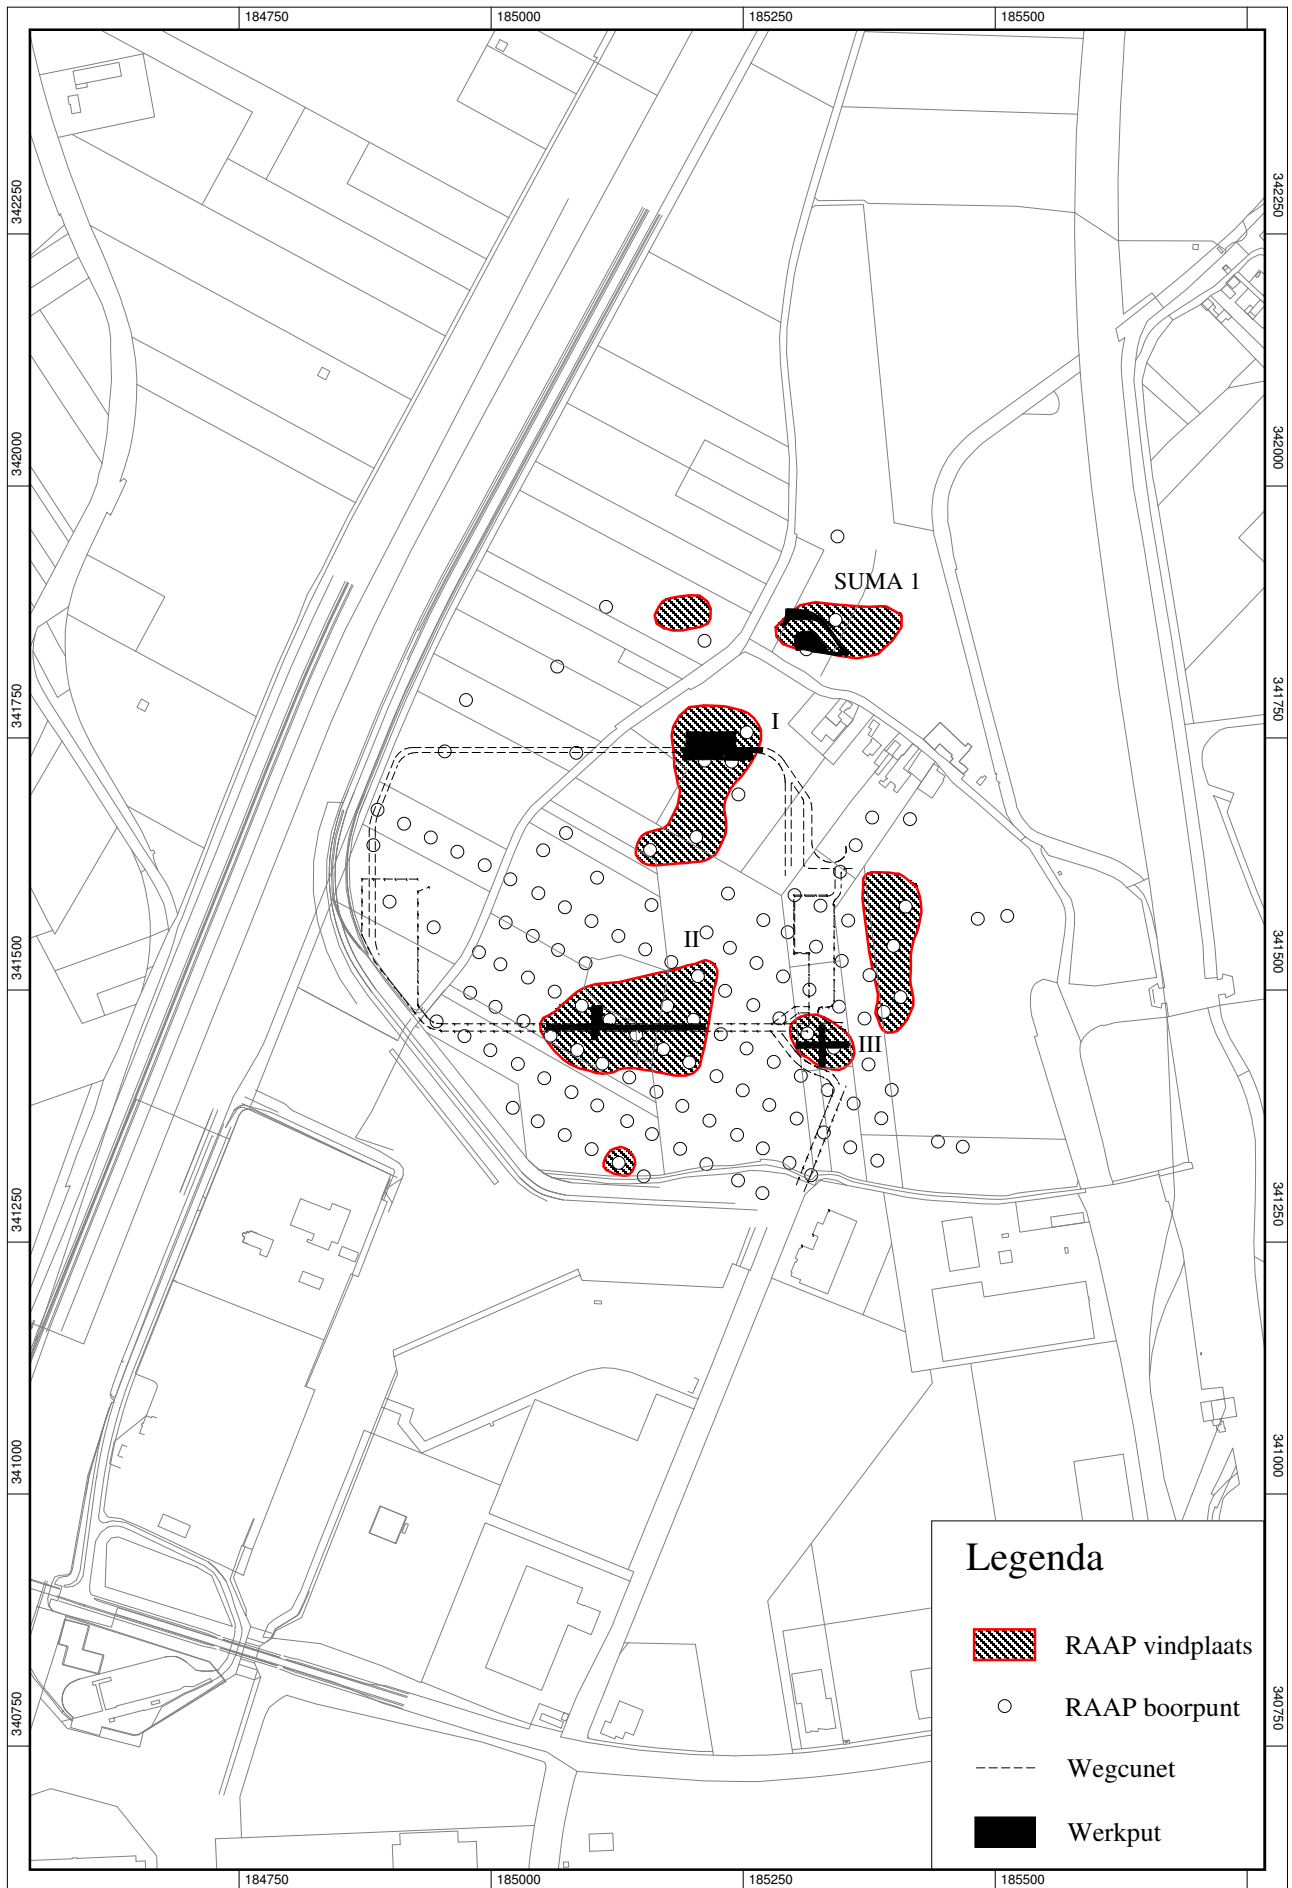 184750 185000 185250 185500
342250 342250
342000 342000
SUMA 1
341750 341750
I
341500 341500
II
III
341250 341250
341000 341000
Legenda
RAAP vindplaats
RAAP boorpunt
340750 340750
Wegcunet
Werkput
184750 185000 185250 185500